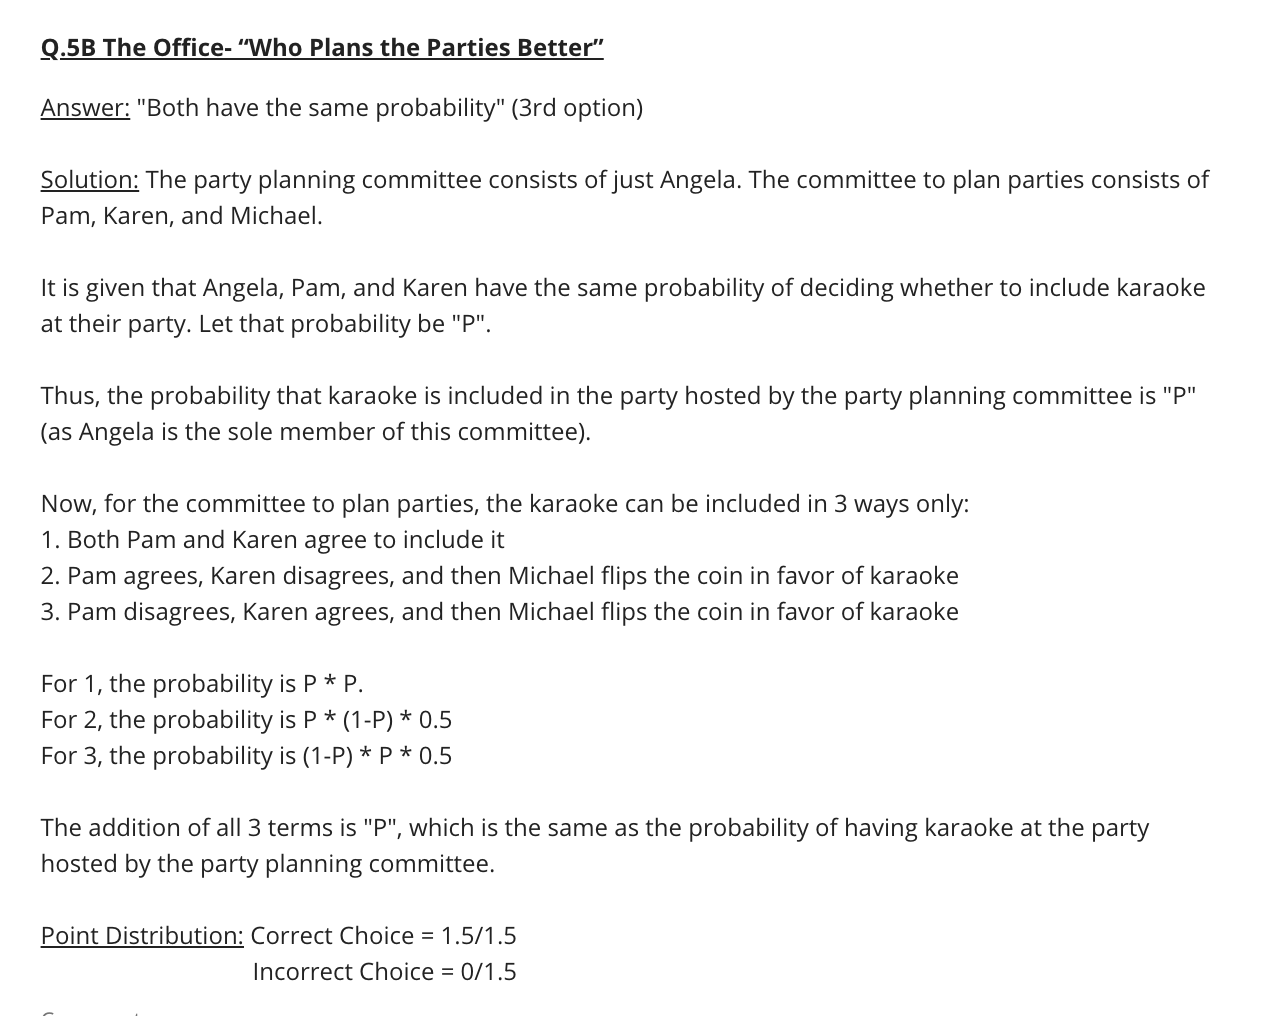 Q.5B The Office- “Who Plans the Parties Better”
Answer: "Both have the same probability" (3rd option)
Solution: The party planning committee consists of just Angela. The committee to plan parties consists of
Pam, Karen, and Michael.
It is given that Angela, Pam, and Karen have the same probability of deciding whether to include karaoke
at their party. Let that probability be "P".
Thus, the probability that karaoke is included in the party hosted by the party planning committee is "P"
(as Angela is the sole member of this committee).
Now, for the committee to plan parties, the karaoke can be included in 3 ways only:
1. Both Pam and Karen agree to include it
2. Pam agrees, Karen disagrees, and then Michael flips the coin in favor of karaoke
3. Pam disagrees, Karen agrees, and then Michael flips the coin in favor of karaoke
For 1, the probability is P * P.
For 2, the probability is P * (1-P) * 0.5
For 3, the probability is (1-P) * P * 0.5
The addition of all 3 terms is "P", which is the same as the probability of having karaoke at the party
hosted by the party planning committee.
Point Distribution: Correct Choice = 1.5/1.5
Incorrect Choice = 0/1.5